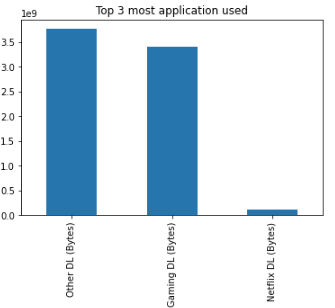 Top 3 most application used
1e9
3.5
3.0
2.5
2.0
1.5
1.0
0.5
0.0
Other DL (Bytes)
Gaming DL (Bytes)
Netflix DL (Bytes)